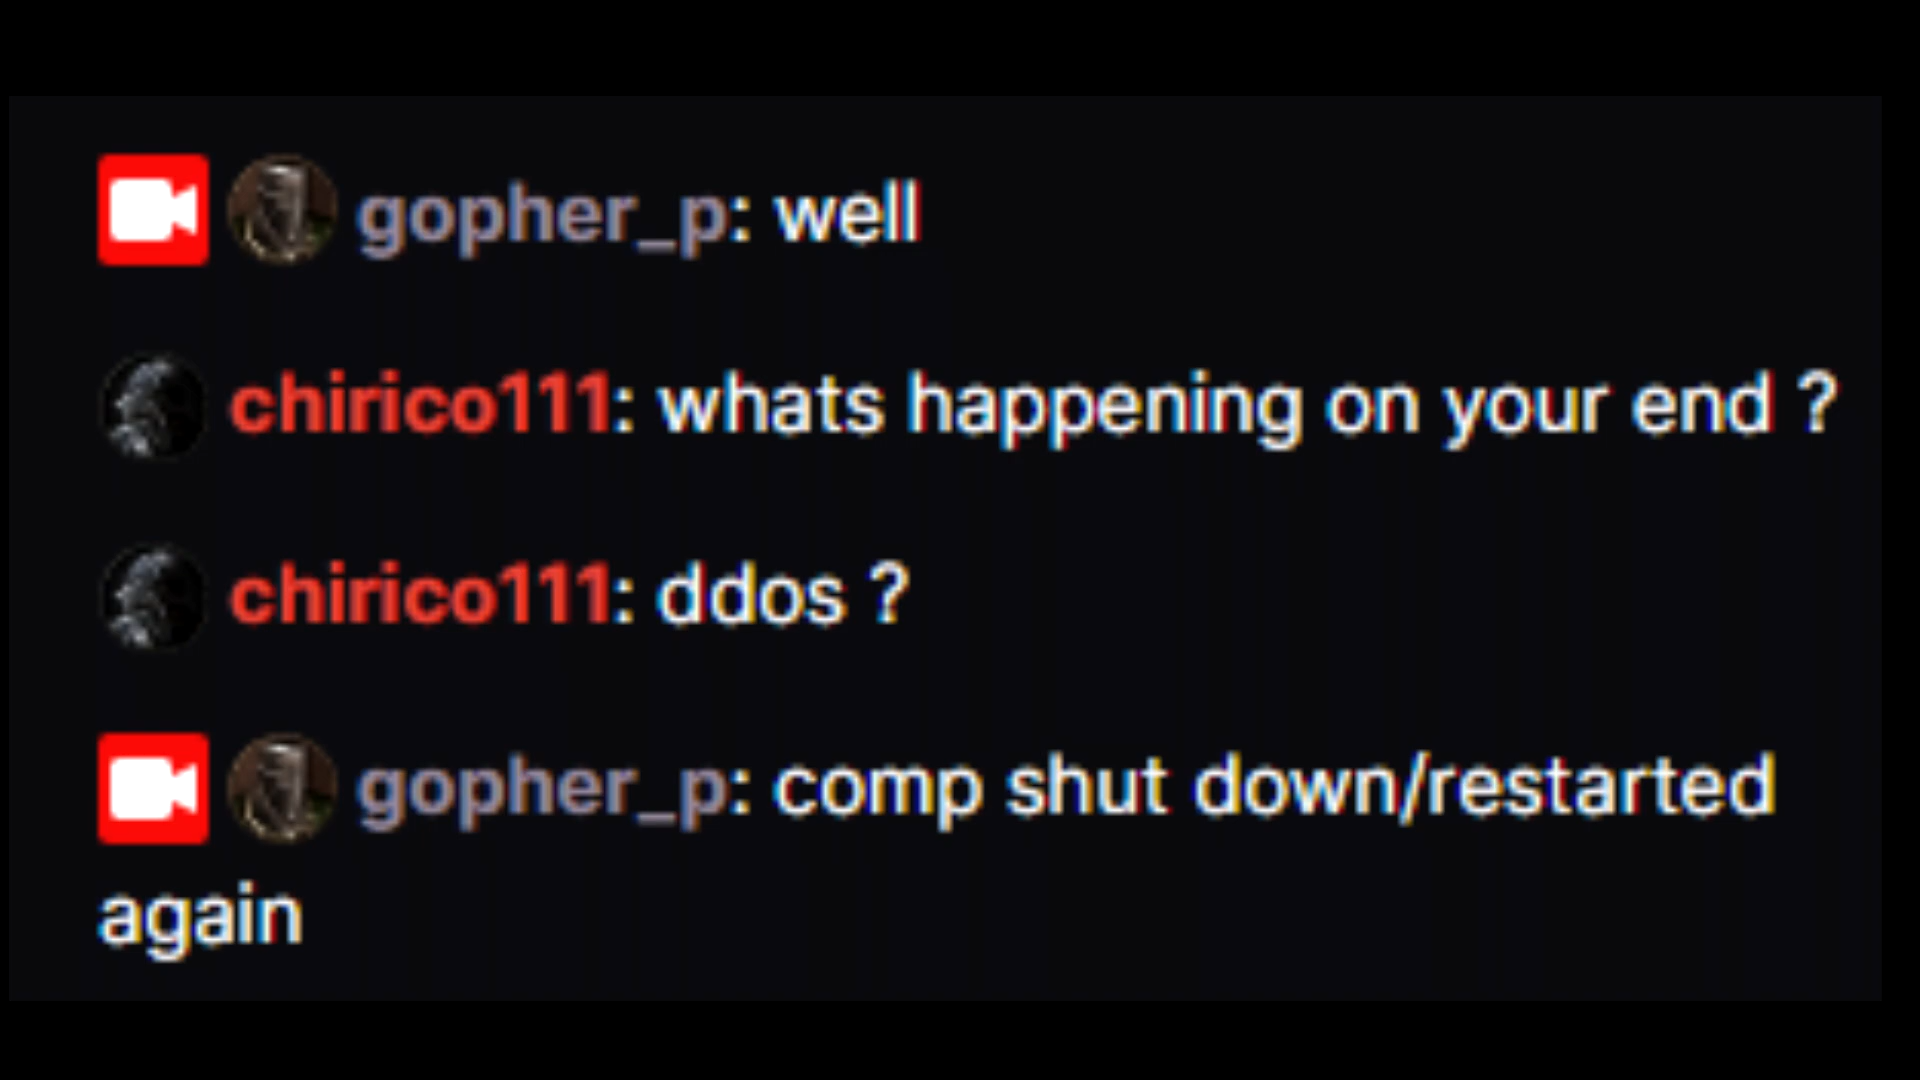 gopher_p: well
chirico111: whats happening on your end ?
chirico111: ddos ?
gopher_p: comp shut down/restarted
again